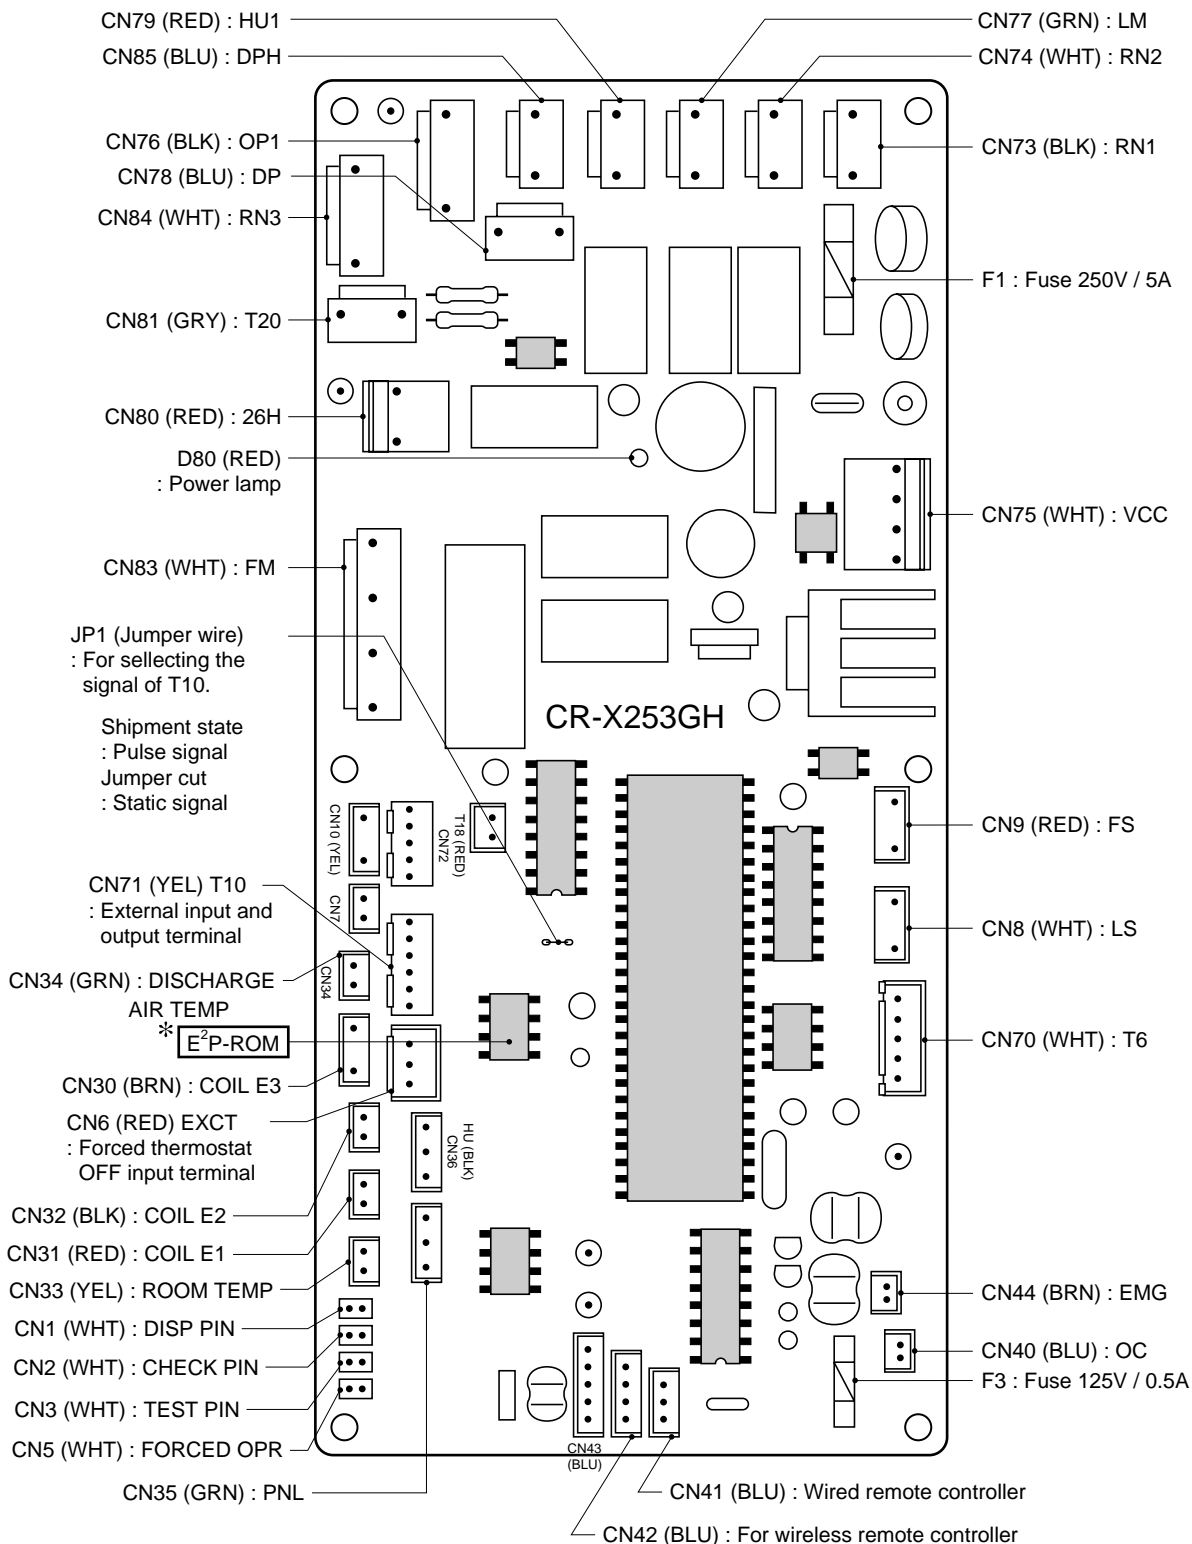 CN79 (RED) : HU1
CN77 (GRN) : LM
CN85 (BLU) : DPH
CN74 (WHT) : RN2
CN76 (BLK) : OP1
CN73 (BLK) : RN1
CN78 (BLU) : DP
CN84 (WHT) : RN3
F1 : Fuse 250V / 5A
CN81 (GRY) : T20
CN80 (RED) : 26H
D80 (RED)
: Power lamp
CN75 (WHT) : VCC
CN83 (WHT) : FM
JP1 (Jumper wire)
: For sellecting the
signal of T10.
Shipment state
: Pulse signal
Jumper cut
: Static signal
CR-X253GH
CN10 (YEL)
T18 (RED)
CN72
CN9 (RED) : FS
CN71 (YEL) T10
: External input and
output terminal
CN7
CN8 (WHT) : LS
CN34 (GRN) : DISCHARGE
AIR TEMP
CN34
* E²P-ROM
CN70 (WHT) : T6
CN30 (BRN) : COIL E3
CN6 (RED) EXCT
: Forced thermostat
OFF input terminal
HU (BLK)
CN36
CN32 (BLK) : COIL E2
CN31 (RED) : COIL E1
CN33 (YEL) : ROOM TEMP
CN44 (BRN) : EMG
CN1 (WHT) : DISP PIN
CN40 (BLU) : OC
CN2 (WHT) : CHECK PIN
F3 : Fuse 125V / 0.5A
CN3 (WHT) : TEST PIN
CN5 (WHT) : FORCED OPR
CN43
(BLU)
CN35 (GRN) : PNL
CN41 (BLU) : Wired remote controller
CN42 (BLU) : For wireless remote controller